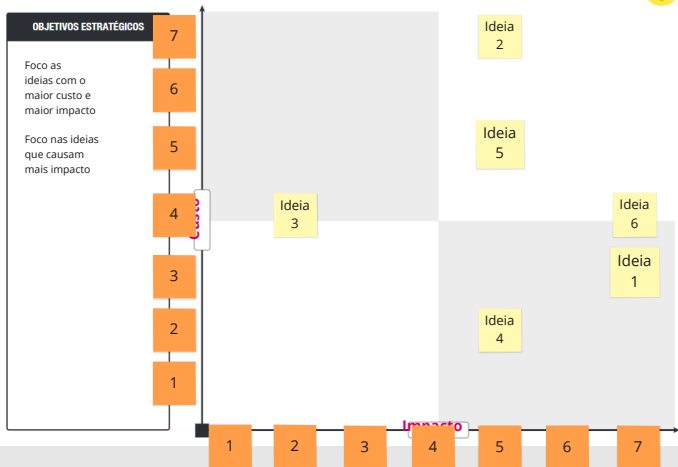 OBJETIVOS ESTRATÉGICOS
Foco as
ideias com o
maior custo e
maior impacto
Foco nas ideias
que causam
mais impacto
7
6
5
4
3
2
1
Custo
Ideia
2
Ideia
5
Ideia
3
Ideia
6
Ideia
1
Ideia
4
Impacto
1
2
3
4
5
6
7